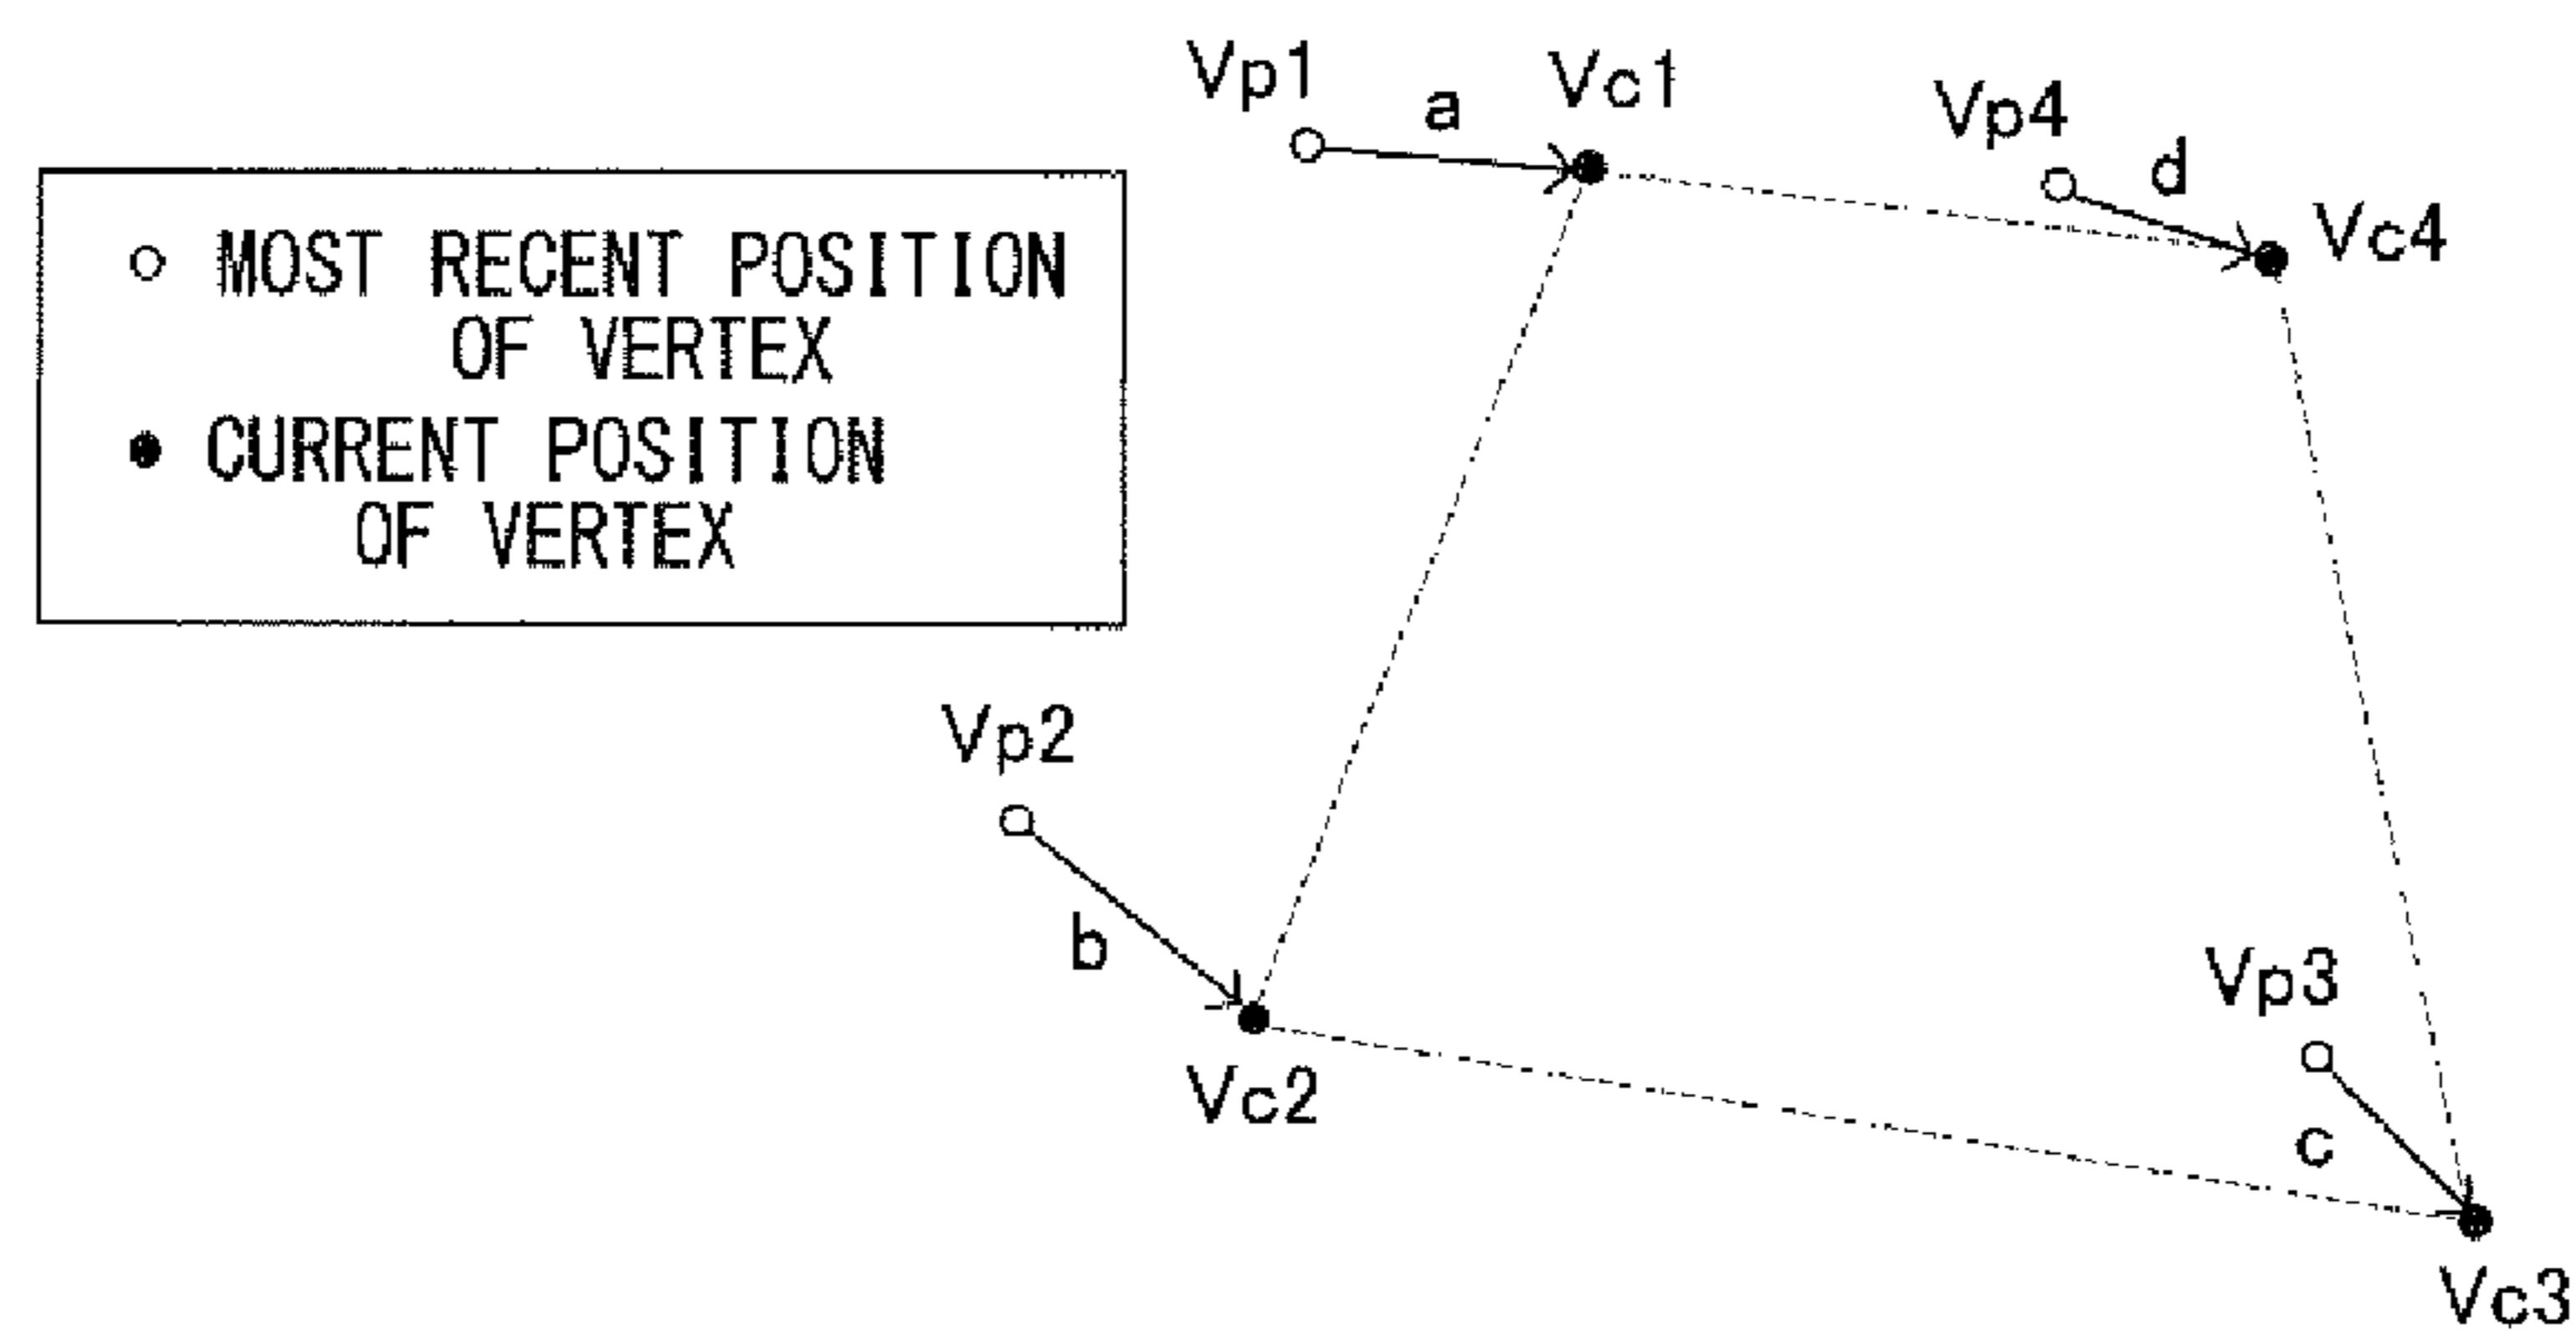 Vp1
a
Vc1
Vp4
d
Vc4
MOST RECENT POSITION
OF VERTEX
CURRENT POSITION
OF VERTEX
Vp2
b
Vc2
Vp3
c
Vc3